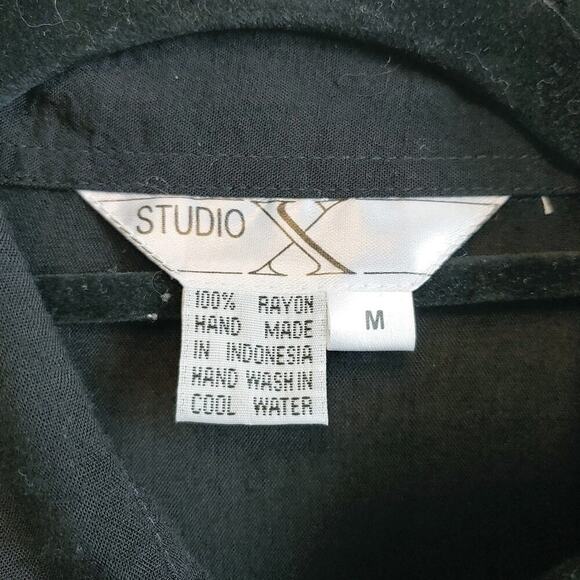 STUDIO X
100% RAYON
HAND MADE
IN INDONESIA
HAND WASH IN
COOL WATER
M